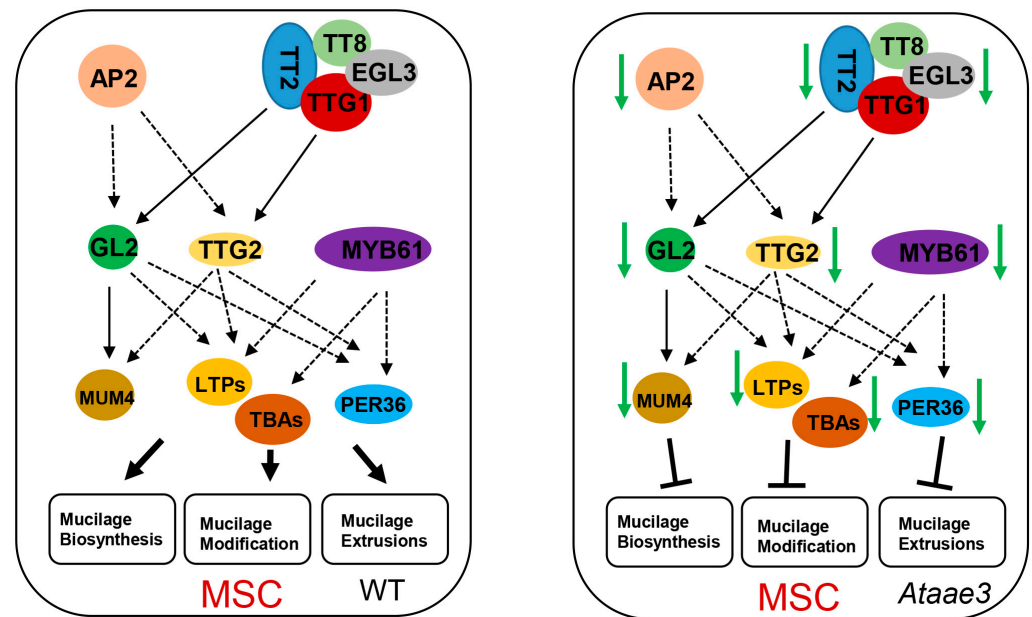 AP2
TT2
TT8
EGL3
TTG1
GL2
TTG2
MYB61
MUM4
LTPs
TBAs
PER36
Mucilage
Biosynthesis
Mucilage
Modification
Mucilage
Extrusions
MSC
WT
AP2
TT2
TT8
EGL3
TTG1
GL2
TTG2
MYB61
MUM4
LTPs
TBAs
PER36
Mucilage
Biosynthesis
Mucilage
Modification
Mucilage
Extrusions
MSC
Ataae3